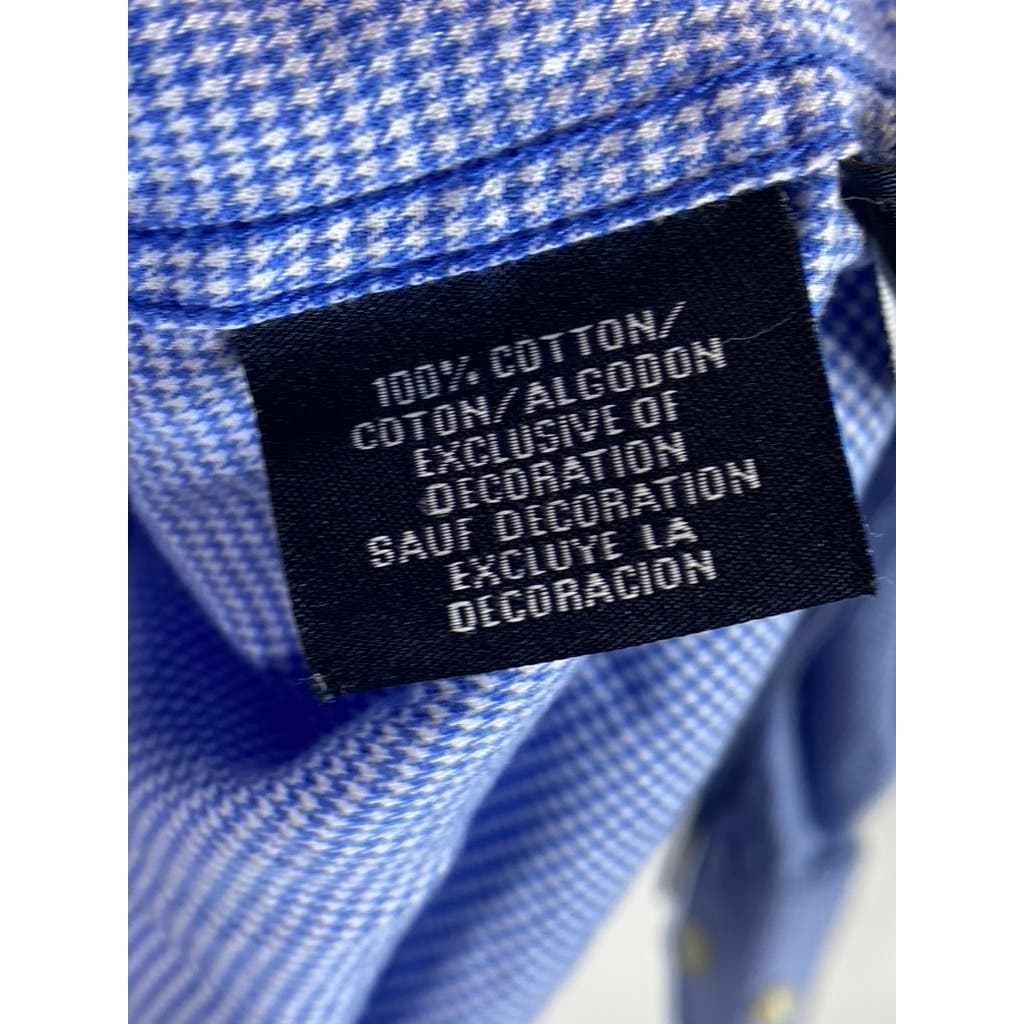 100% COTTON/
COTON/ALGODON
EXCLUSIVE OF
DECORATION
SAUF DECORATION
EXCLUYE LA
DECORACION